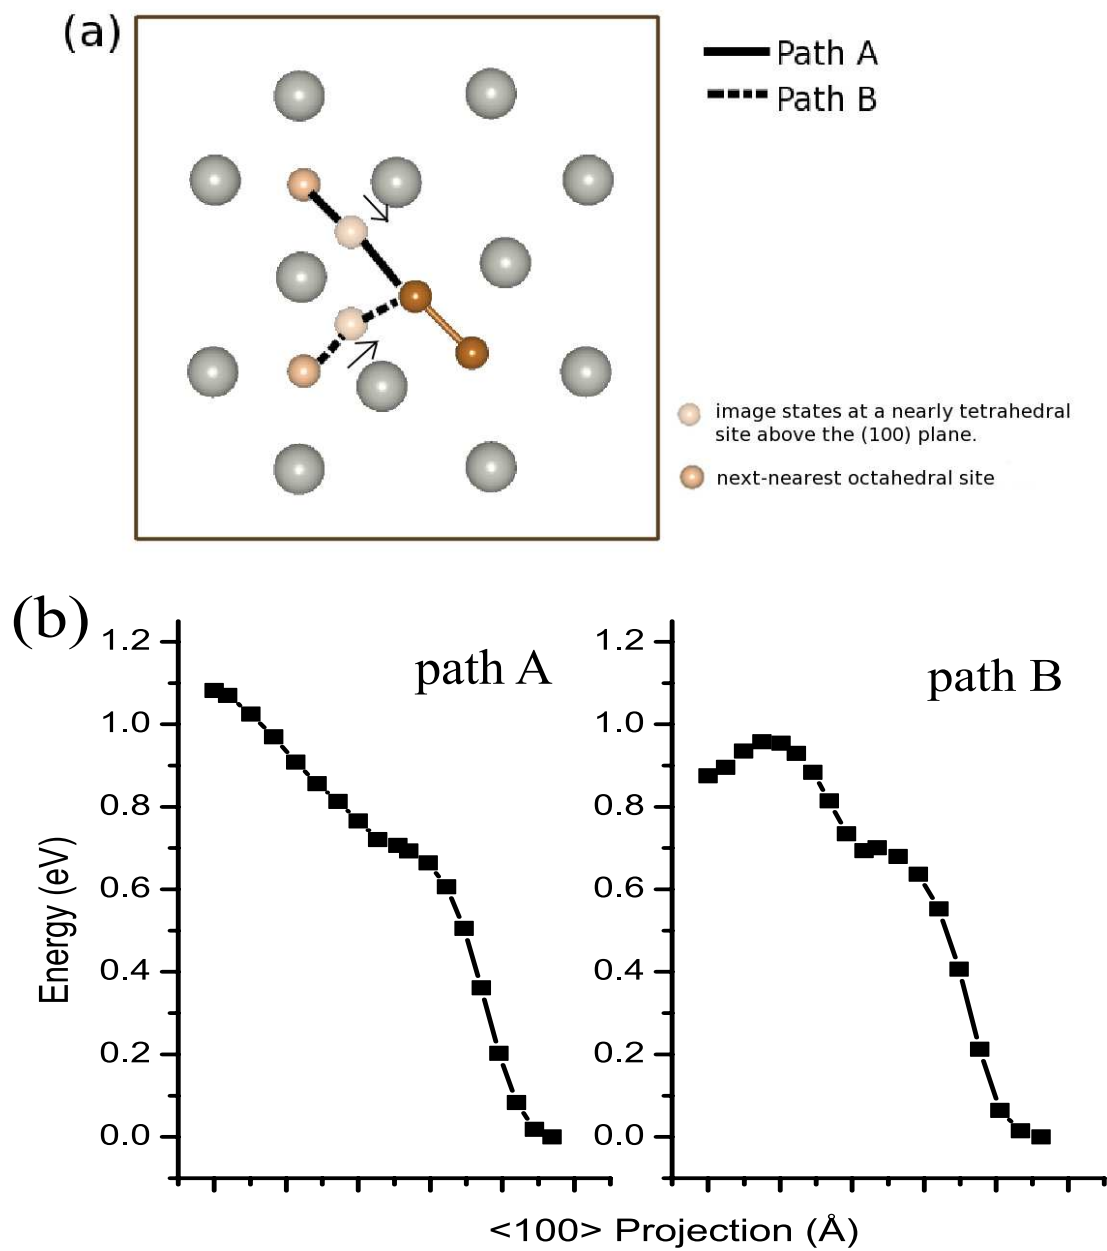 (a)
Path A
Path B
image states at a nearly tetrahedral
site above the (100) plane.
next-nearest octahedral site
(b)
path A
path B
1.2
1.0
0.8
0.6
0.4
0.2
0.0
1.2
1.0
0.8
0.6
0.4
0.2
0.0
Energy (eV)
<100> Projection (Å)